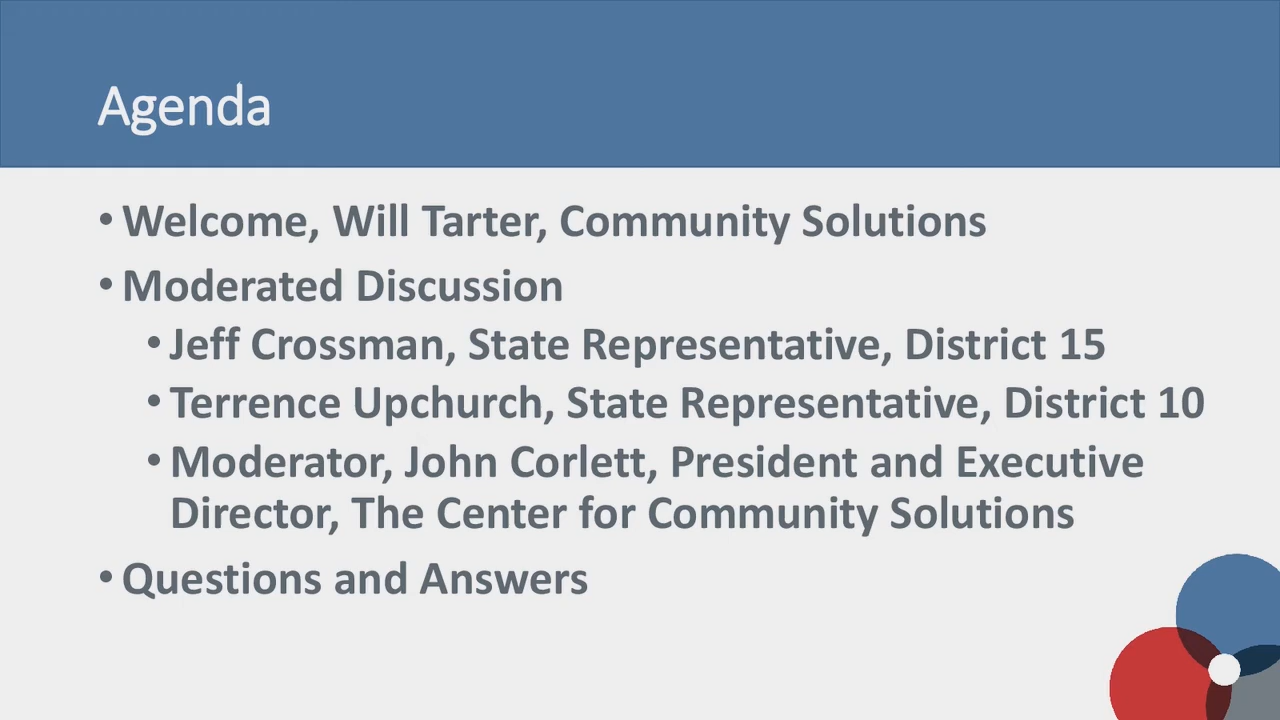 Agenda
• Welcome, Will Tarter, Community Solutions
• Moderated Discussion
• Jeff Crossman, State Representative, District 15
• Terrence Upchurch, State Representative, District 10
• Moderator, John Corlett, President and Executive
Director, The Center for Community Solutions
• Questions and Answers